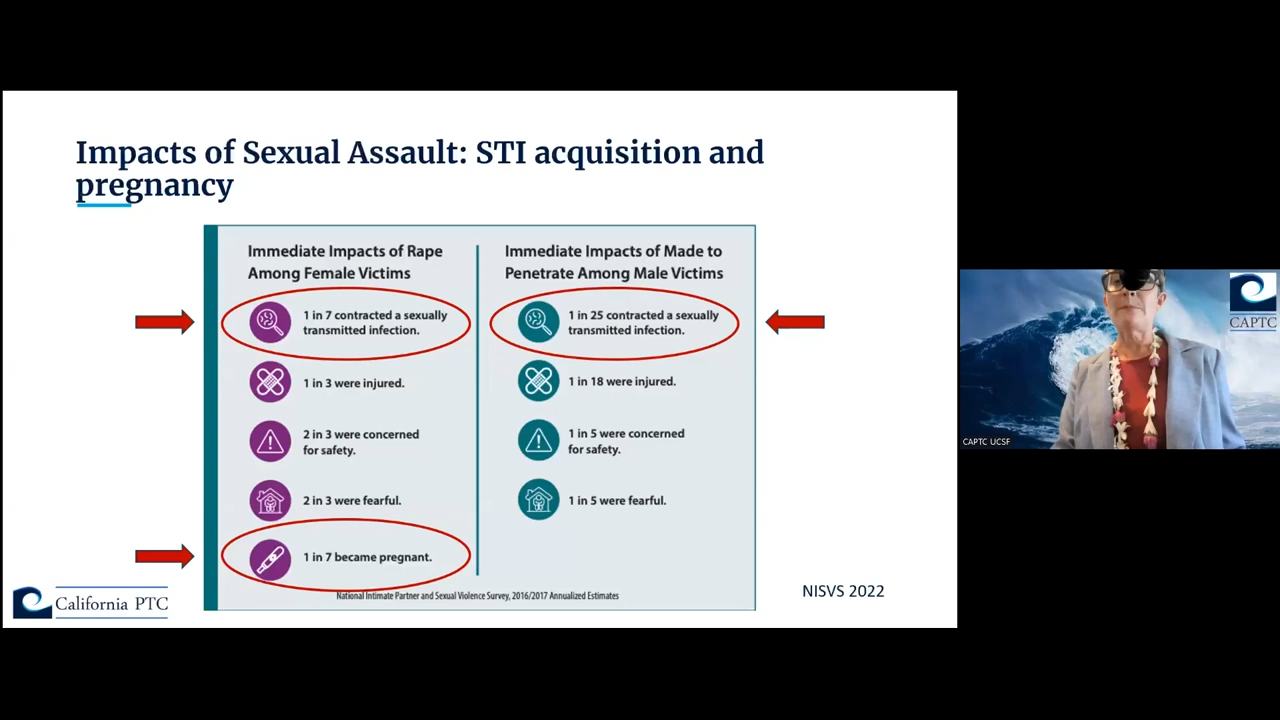 Impacts of Sexual Assault: STI acquisition and
pregnancy
Immediate Impacts of Rape
Among Female Victims
1 in 7 contracted a sexually
transmitted infection.
1 in 3 were injured.
2 in 3 were concerned
for safety.
2 in 3 were fearful.
1 in 7 became pregnant.
Immediate Impacts of Made to
Penetrate Among Male Victims
1 in 25 contracted a sexually
transmitted infection.
1 in 18 were injured.
1 in 5 were concerned
for safety.
1 in 5 were fearful.
National Intimate Partner and Sexual Violence Survey, 2016/2017 Annualized Estimates
NISVS 2022
California PTC
CAPTC
CAPTC UCSF